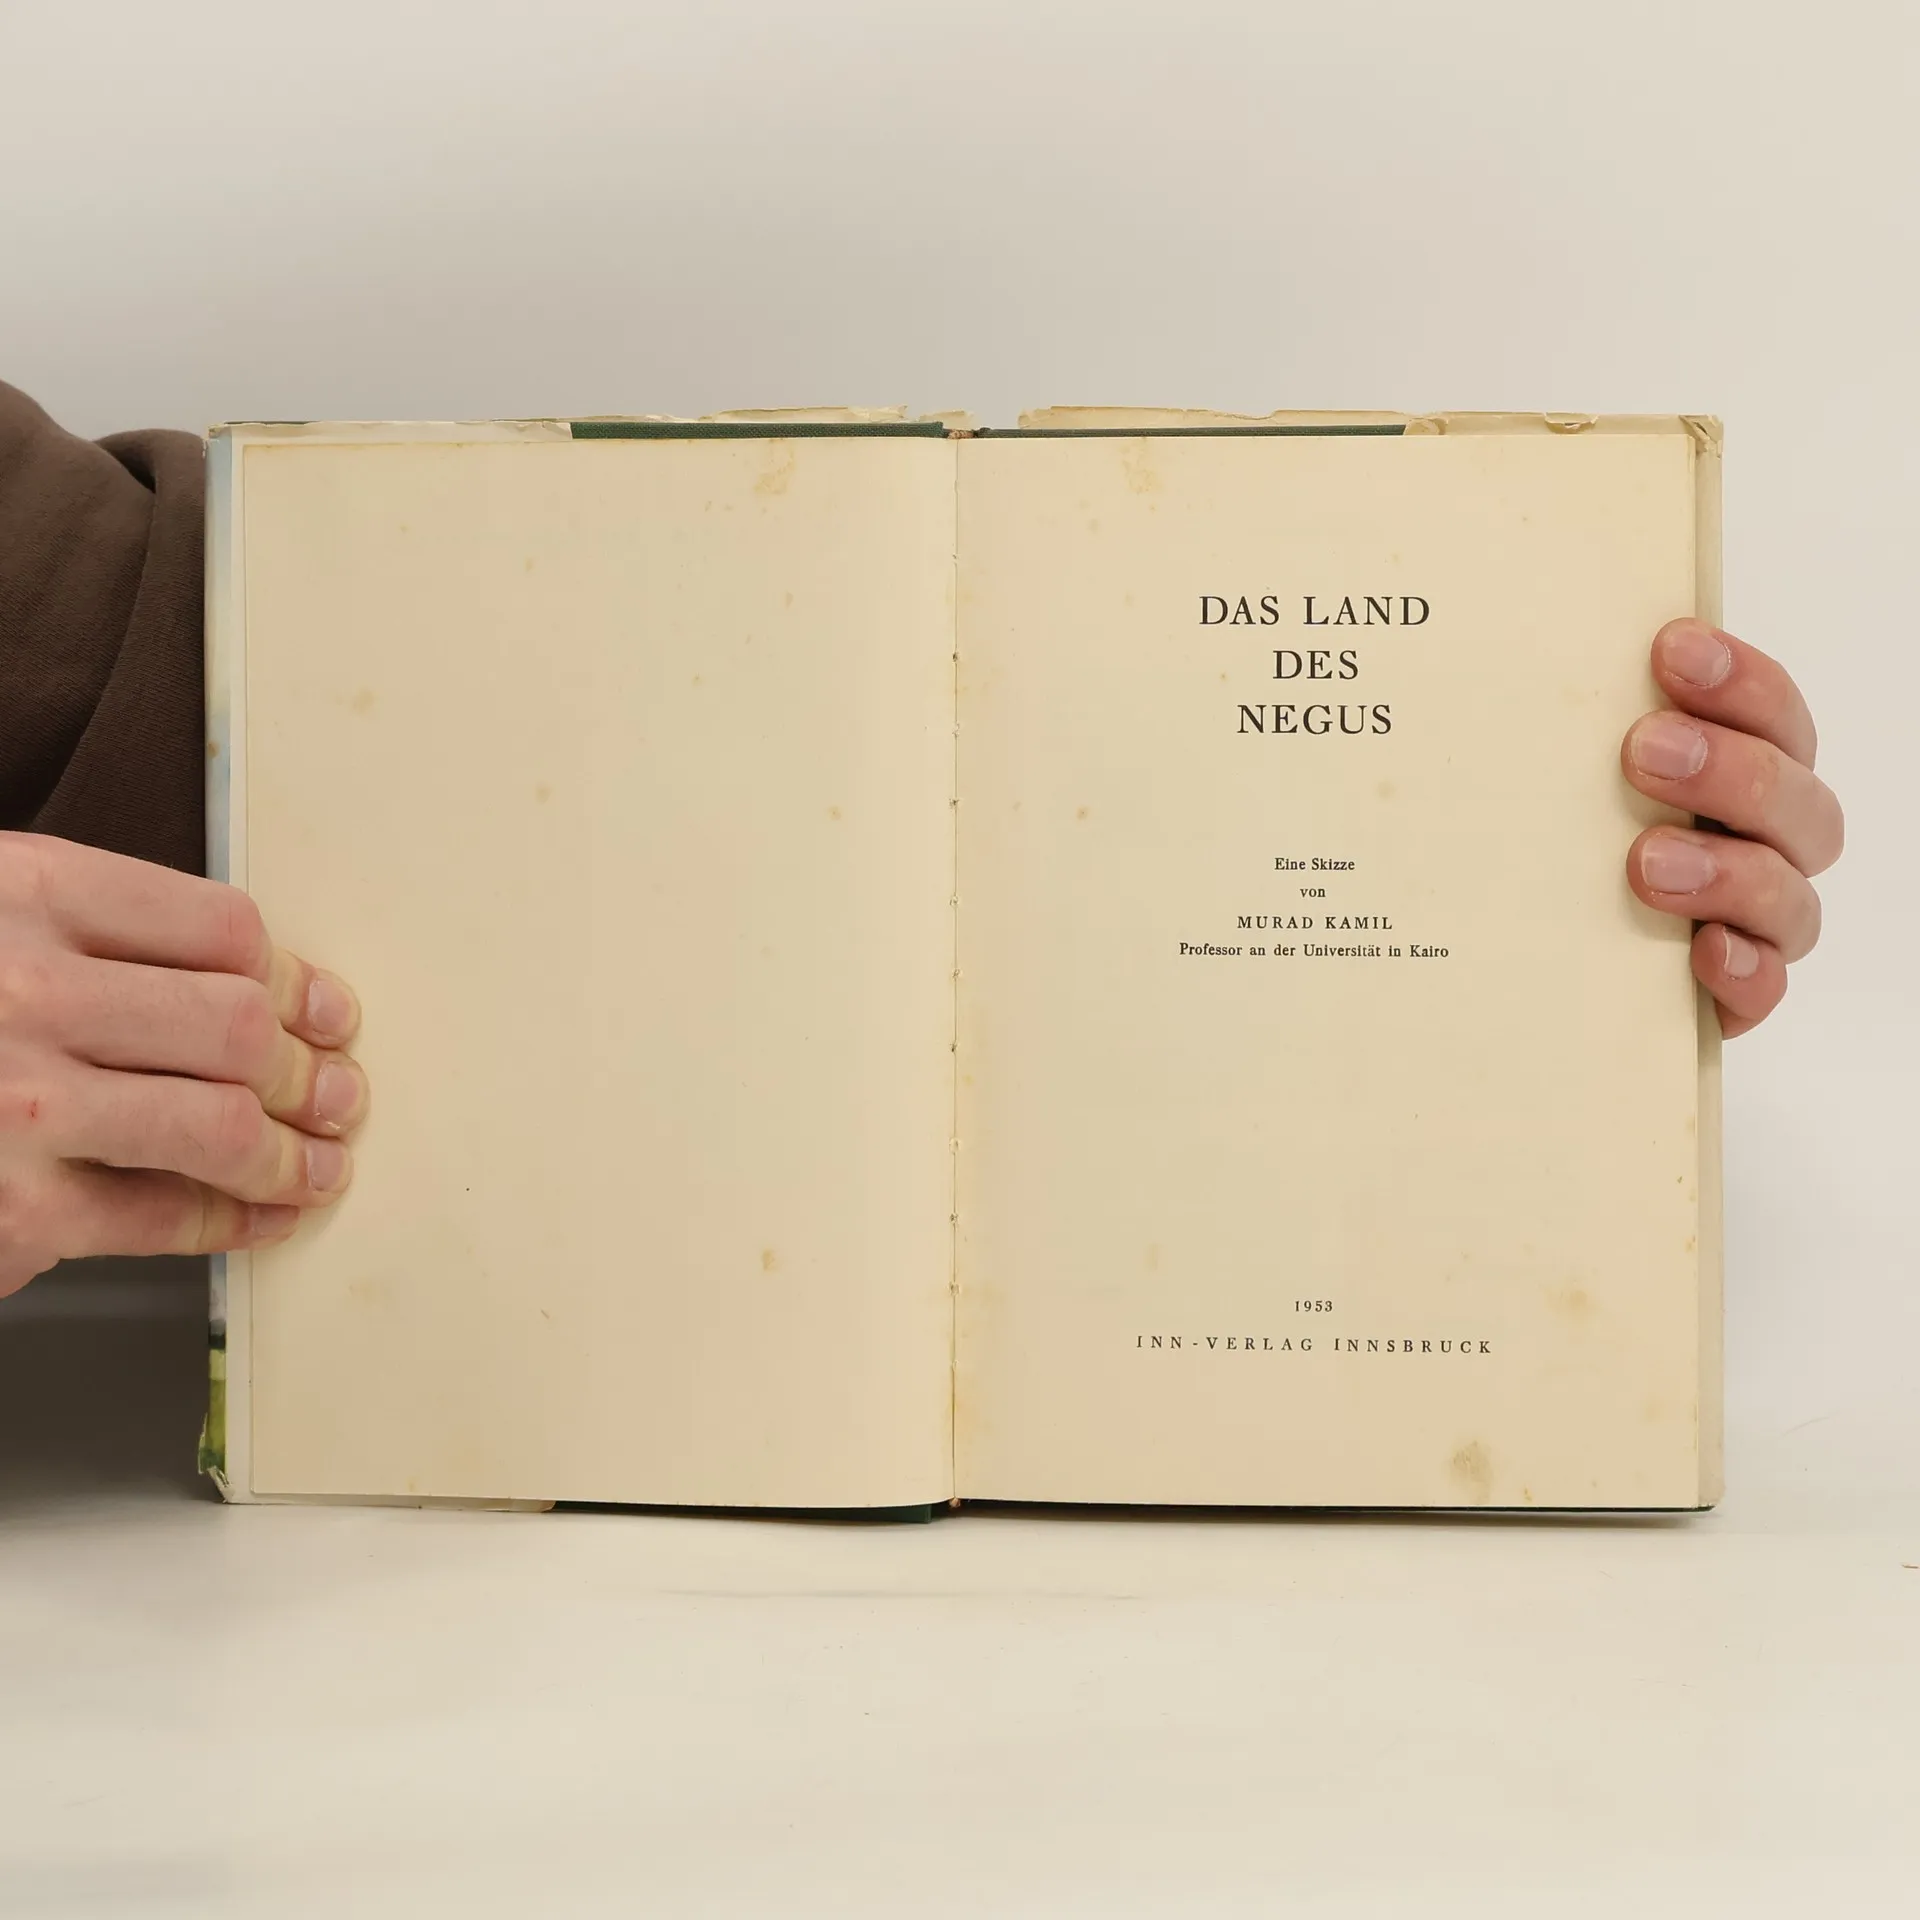 DAS LAND
DES
NEGUS
Eine Skizze
von
MURAD KAMIL
Professor an der Universität in Kairo
1953
INN-VERLAG INNSBRUCK